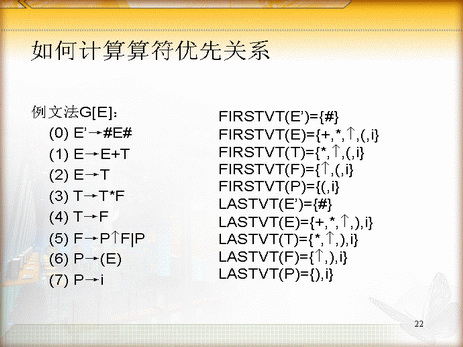 如何计算算符优先关系
例文法G[E]：
(0) E’→#E#
(1) E→E+T
(2) E→T
(3) T→T*F
(4) T→F
(5) F→P↑F|P
(6) P→(E)
(7) P→i
FIRSTVT(E’)={#}
FIRSTVT(E)={+,*,↑,(,i}
FIRSTVT(T)={*,↑,(,i}
FIRSTVT(F)={↑,(,i}
FIRSTVT(P)={(,i}
LASTVT(E’)={#}
LASTVT(E)={+,*,↑,),i}
LASTVT(T)={*,↑,),i}
LASTVT(F)={↑,),i}
LASTVT(P)={),i}
22